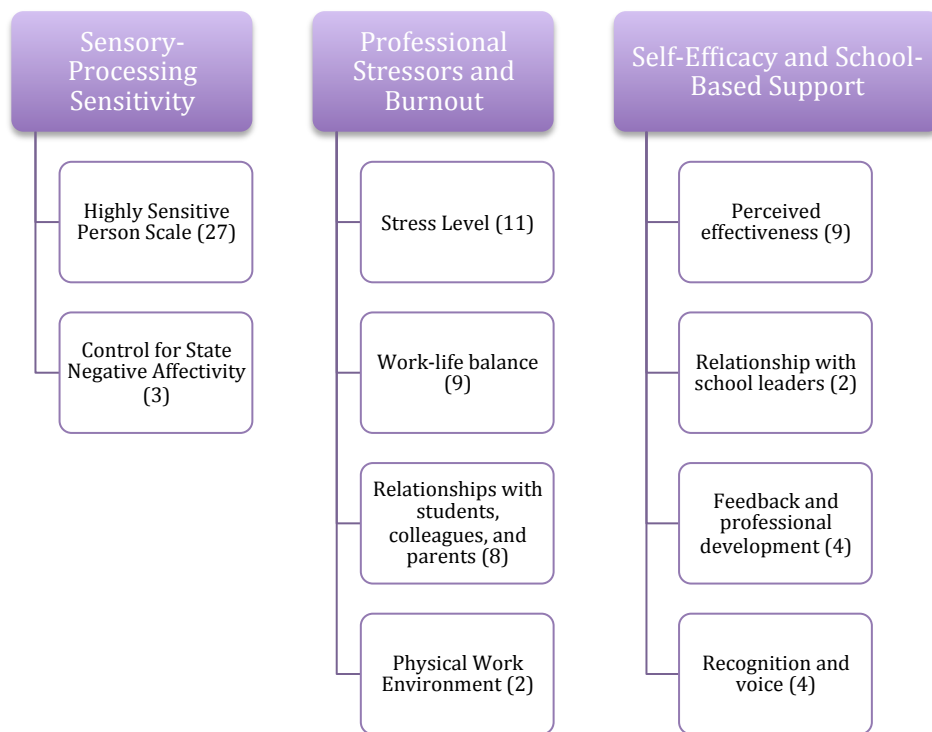 Sensory-
Processing
Sensitivity
Highly Sensitive
Person Scale (27)
Control for State
Negative Affectivity
(3)
Professional
Stressors and
Burnout
Stress Level (11)
Work-life balance
(9)
Relationships with
students,
colleagues, and
parents (8)
Physical Work
Environment (2)
Self-Efficacy and School-
Based Support
Perceived
effectiveness (9)
Relationship with
school leaders (2)
Feedback and
professional
development (4)
Recognition and
voice (4)